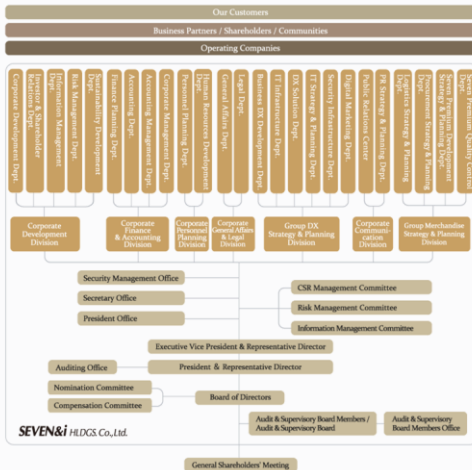 Our Customers
Business Partners / Shareholders / Communities
Operating Companies
Corporate Development Dept.
Investor & Shareholder
Relations Dept.
Information Management
Dept.
Risk Management Dept.
Sustainability Development
Dept.
Finance Planning Dept.
Accounting Dept.
Accounting Management Dept.
Corporate Management Dept.
Personnel Planning Dept.
Human Resources Development
Dept.
General Affairs Dept.
Legal Dept.
Business DX Development Dept.
IT Infrastructure Dept.
DX Solution Dept.
IT Strategy & Planning Dept.
Security Infrastructure Dept.
Digital Marketing Dept.
Public Relations Center
PR Strategy & Planning Dept.
Logistics Strategy & Planning
Dept.
Procurement Strategy & Planning
Dept.
Seven Premium Development
Strategy & Planning Dept.
Seven Premium Quality Control
Dept.
Corporate
Development
Division
Corporate
Finance
& Accounting
Division
Corporate
Personnel
Planning
Division
Corporate
General Affairs
& Legal
Division
Group DX
Strategy & Planning
Division
Corporate
Communi-
cation
Division
Group Merchandise
Strategy & Planning
Division
Security Management Office
Secretary Office
President Office
CSR Management Committee
Risk Management Committee
Information Management Committee
Executive Vice President & Representative Director
Auditing Office
President & Representative Director
Nomination Committee
Compensation Committee
Board of Directors
Audit & Supervisory Board Members /
Audit & Supervisory Board
Audit & Supervisory
Board Members Office
SEVEN&i HLDGS. Co., Ltd.
General Shareholders' Meeting